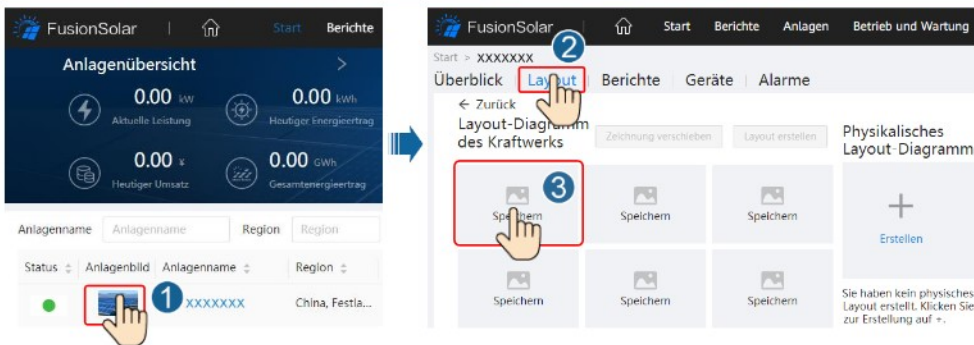 FusionSolar
Start Berichte
Anlagenübersicht >
0.00 kW
Aktuelle Leistung
0.00 kWh
Heutiger Energieertrag
0.00 ¥
Heutiger Umsatz
0.00 GWh
Gesamtenergieertrag
Anlagenname Anlagenname Region Region
Status Anlagenbild Anlagenname Region
1 XXXXXXX China, Festla...
FusionSolar Start Berichte Anlagen Betrieb und Wartung
Start > XXXXXXX
2
Überblick Layout Berichte Geräte Alarme
← Zurück
Layout-Diagramm
des Kraftwerks
Zeichnung verschieben Layout erstellen
Physikalisches
Layout-Diagramm
3
Speichern Speichern Speichern
Speichern Speichern Speichern
+
Erstellen
Sie haben kein physisches
Layout erstellt. Klicken Sie
zur Erstellung auf +.